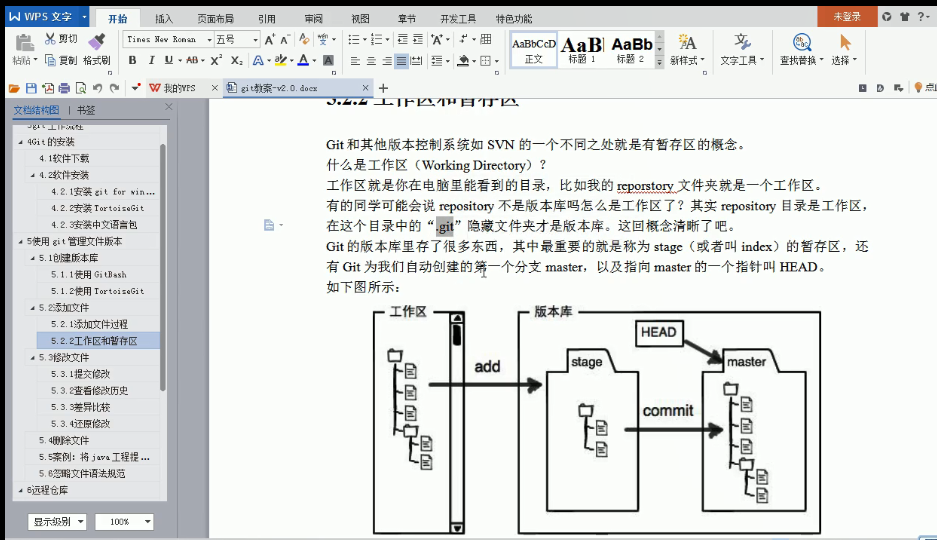 WPS 文字
开始
插入
页面布局
引用
审阅
视图
章节
开发工具
特色功能
未登录
剪切
粘贴
复制
格式刷
Times New Roman
五号
AaBbCcD
AaBb
AaBb
正文
标题 1
标题 2
新样式
文字工具
查找替换
选择
我的WPS
git教案-v2.0.docx
文档结构图
书签
3git工作流程
4Git的安装
4.1软件下载
4.2软件安装
4.2.1安装 git for win...
4.2.2安装 TortoiseGit
4.2.3安装中文语言包
5使用 git 管理文件版本
5.1创建版本库
5.1.1使用 GitBash
5.1.2使用 TortoiseGit
5.2添加文件
5.2.1添加文件过程
5.2.2工作区和暂存区
5.3修改文件
5.3.1提交修改
5.3.2查看修改历史
5.3.3差异比较
5.3.4还原修改
5.4删除文件
5.5案例：将 java 工程提...
5.6忽略文件语法规范
6远程仓库
显示级别
100%
5.2.2 工作区和暂存区
Git 和其他版本控制系统如 SVN 的一个不同之处就是有暂存区的概念。
什么是工作区（Working Directory）？
工作区就是你在电脑里能看到的目录，比如我的 reporstory 文件夹就是一个工作区。
有的同学可能会说 repository 不是版本库吗怎么是工作区了？其实 repository 目录是工作区，
在这个目录中的“.git”隐藏文件夹才是版本库。这回概念清晰了吧。
Git 的版本库里存了很多东西，其中最重要的就是称为 stage（或者叫 index）的暂存区，还
有 Git 为我们自动创建的第一个分支 master，以及指向 master 的一个指针叫 HEAD。
如下图所示：
工作区
版本库
HEAD
stage
master
add
commit